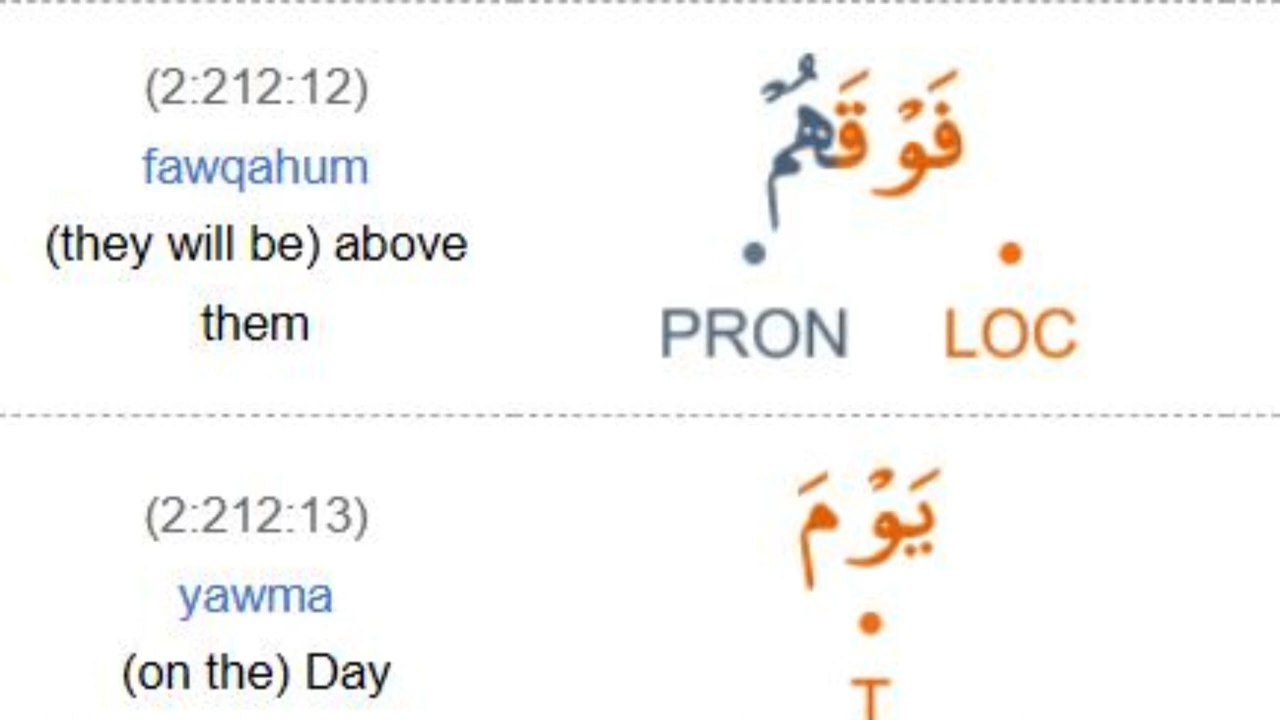 (2:212:12)
fawqahum
(they will be) above
them
فَوْقَهُمْ
PRON LOC
(2:212:13)
yawma
(on the) Day
يَوْمَ
T